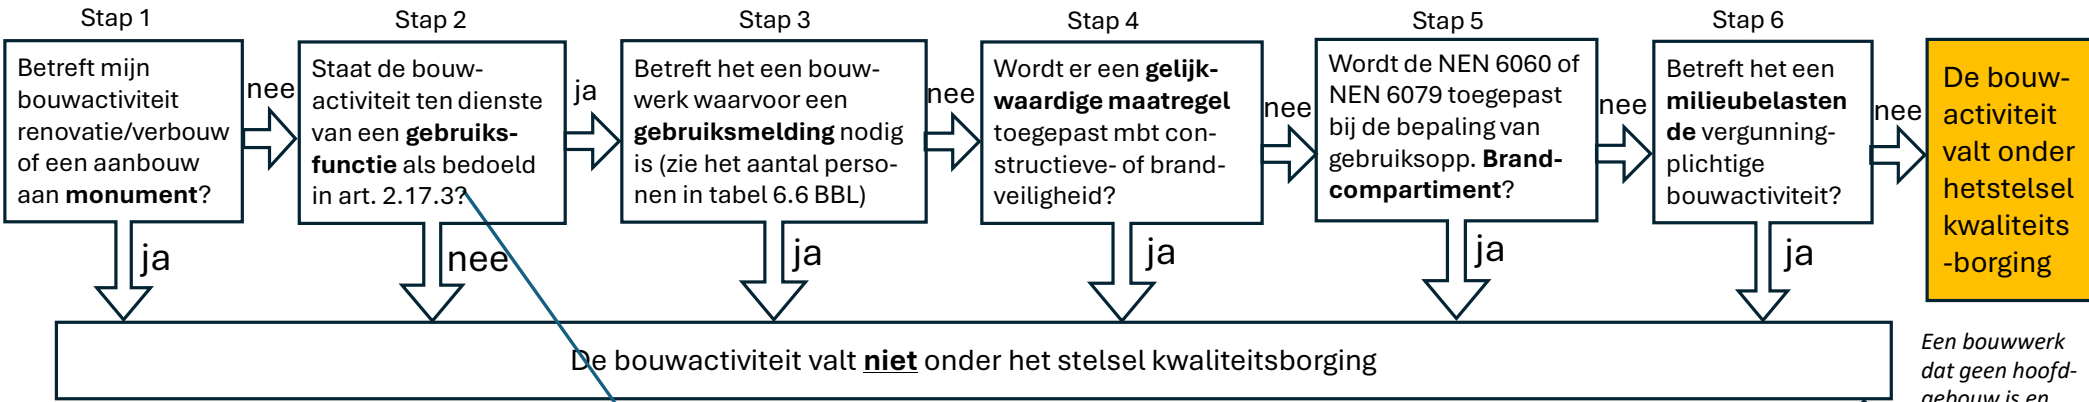 Stap 1
Stap 2
Stap 3
Stap 4
Stap 5
Stap 6
Betreft mijn
bouwactiviteit
renovatie/verbouw
of een aanbouw
aan monument?
nee
Staat de bouw-
activiteit ten dienste
van een gebruiks-
functie als bedoeld
in art. 2.17.3?
ja
Betreft het een bouw-
werk waarvoor een
gebruiksmelding nodig
is (zie het aantal perso-
nen in tabel 6.6 BBL)
nee
Wordt er een gelijk-
waardige maatregel
toegepast mbt con-
structieve- of brand-
veiligheid?
nee
Wordt de NEN 6060 of
NEN 6079 toegepast
bij de bepaling van
gebruiksopp. Brand-
compartiment?
nee
Betreft het een
milieubelasten
de vergunning-
plichtige
bouwactiviteit?
nee
De bouw-
activiteit
valt onder
hetstelsel
kwaliteits
-borging
ja
nee
ja
ja
ja
ja
De bouwactiviteit valt niet onder het stelsel kwaliteitsborging
Een bouwwerk
dat geen hoofd-
gebouw is en